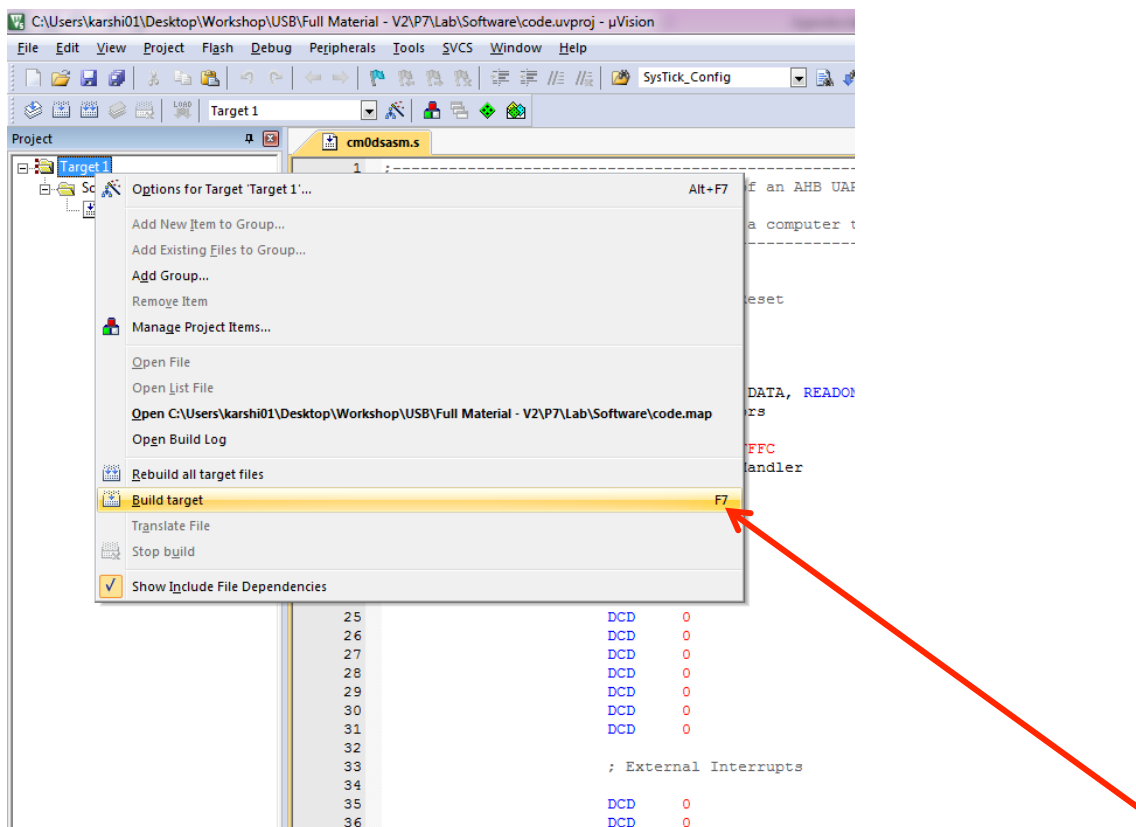 C:\Users\karshi01\Desktop\Workshop\USB\Full Material - V2\P7\Lab\Software\code.uvproj - µVision
File Edit View Project Flash Debug Peripherals Tools SVCS Window Help
SysTick_Config
LOAD Target 1
Project
cm0dsasm.s
Target 1
1 ;------------------------------------------------------------
Options for Target 'Target 1'... Alt+F7
of an AHB
Add New Item to Group...
a computer
Add Existing Files to Group...
Add Group...
Remove Item
Manage Project Items...
Open File
Open List File
DATA,
Open C:\Users\karshi01\Desktop\Workshop\USB\Full Material - V2\P7\Lab\Software\code.map
Open Build Log
Rebuild all target files
Build target F7
Translate File
Stop build
Show Include File Dependencies
25 DCD 0
26 DCD 0
27 DCD 0
28 DCD 0
29 DCD 0
30 DCD 0
31 DCD 0
32
33 ; External Interrupts
34
35 DCD 0
36 DCD 0